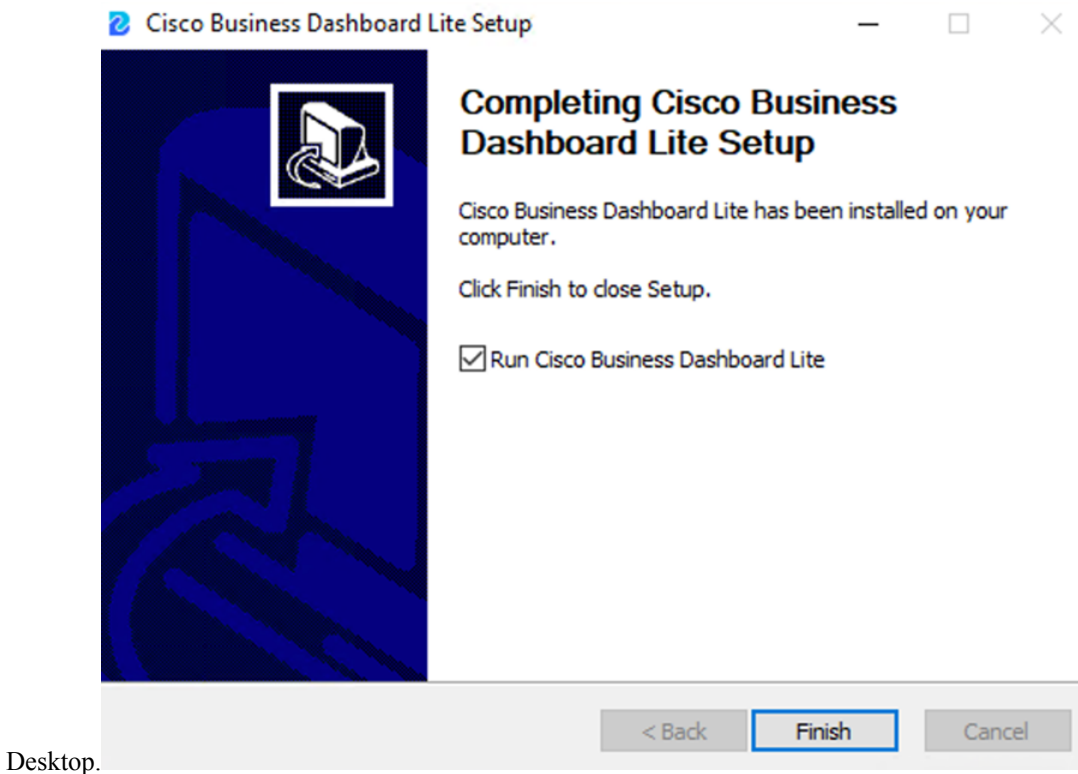 Cisco Business Dashboard Lite Setup
Completing Cisco Business
Dashboard Lite Setup
Cisco Business Dashboard Lite has been installed on your
computer.
Click Finish to close Setup.
Run Cisco Business Dashboard Lite
< Back Finish Cancel
Desktop.